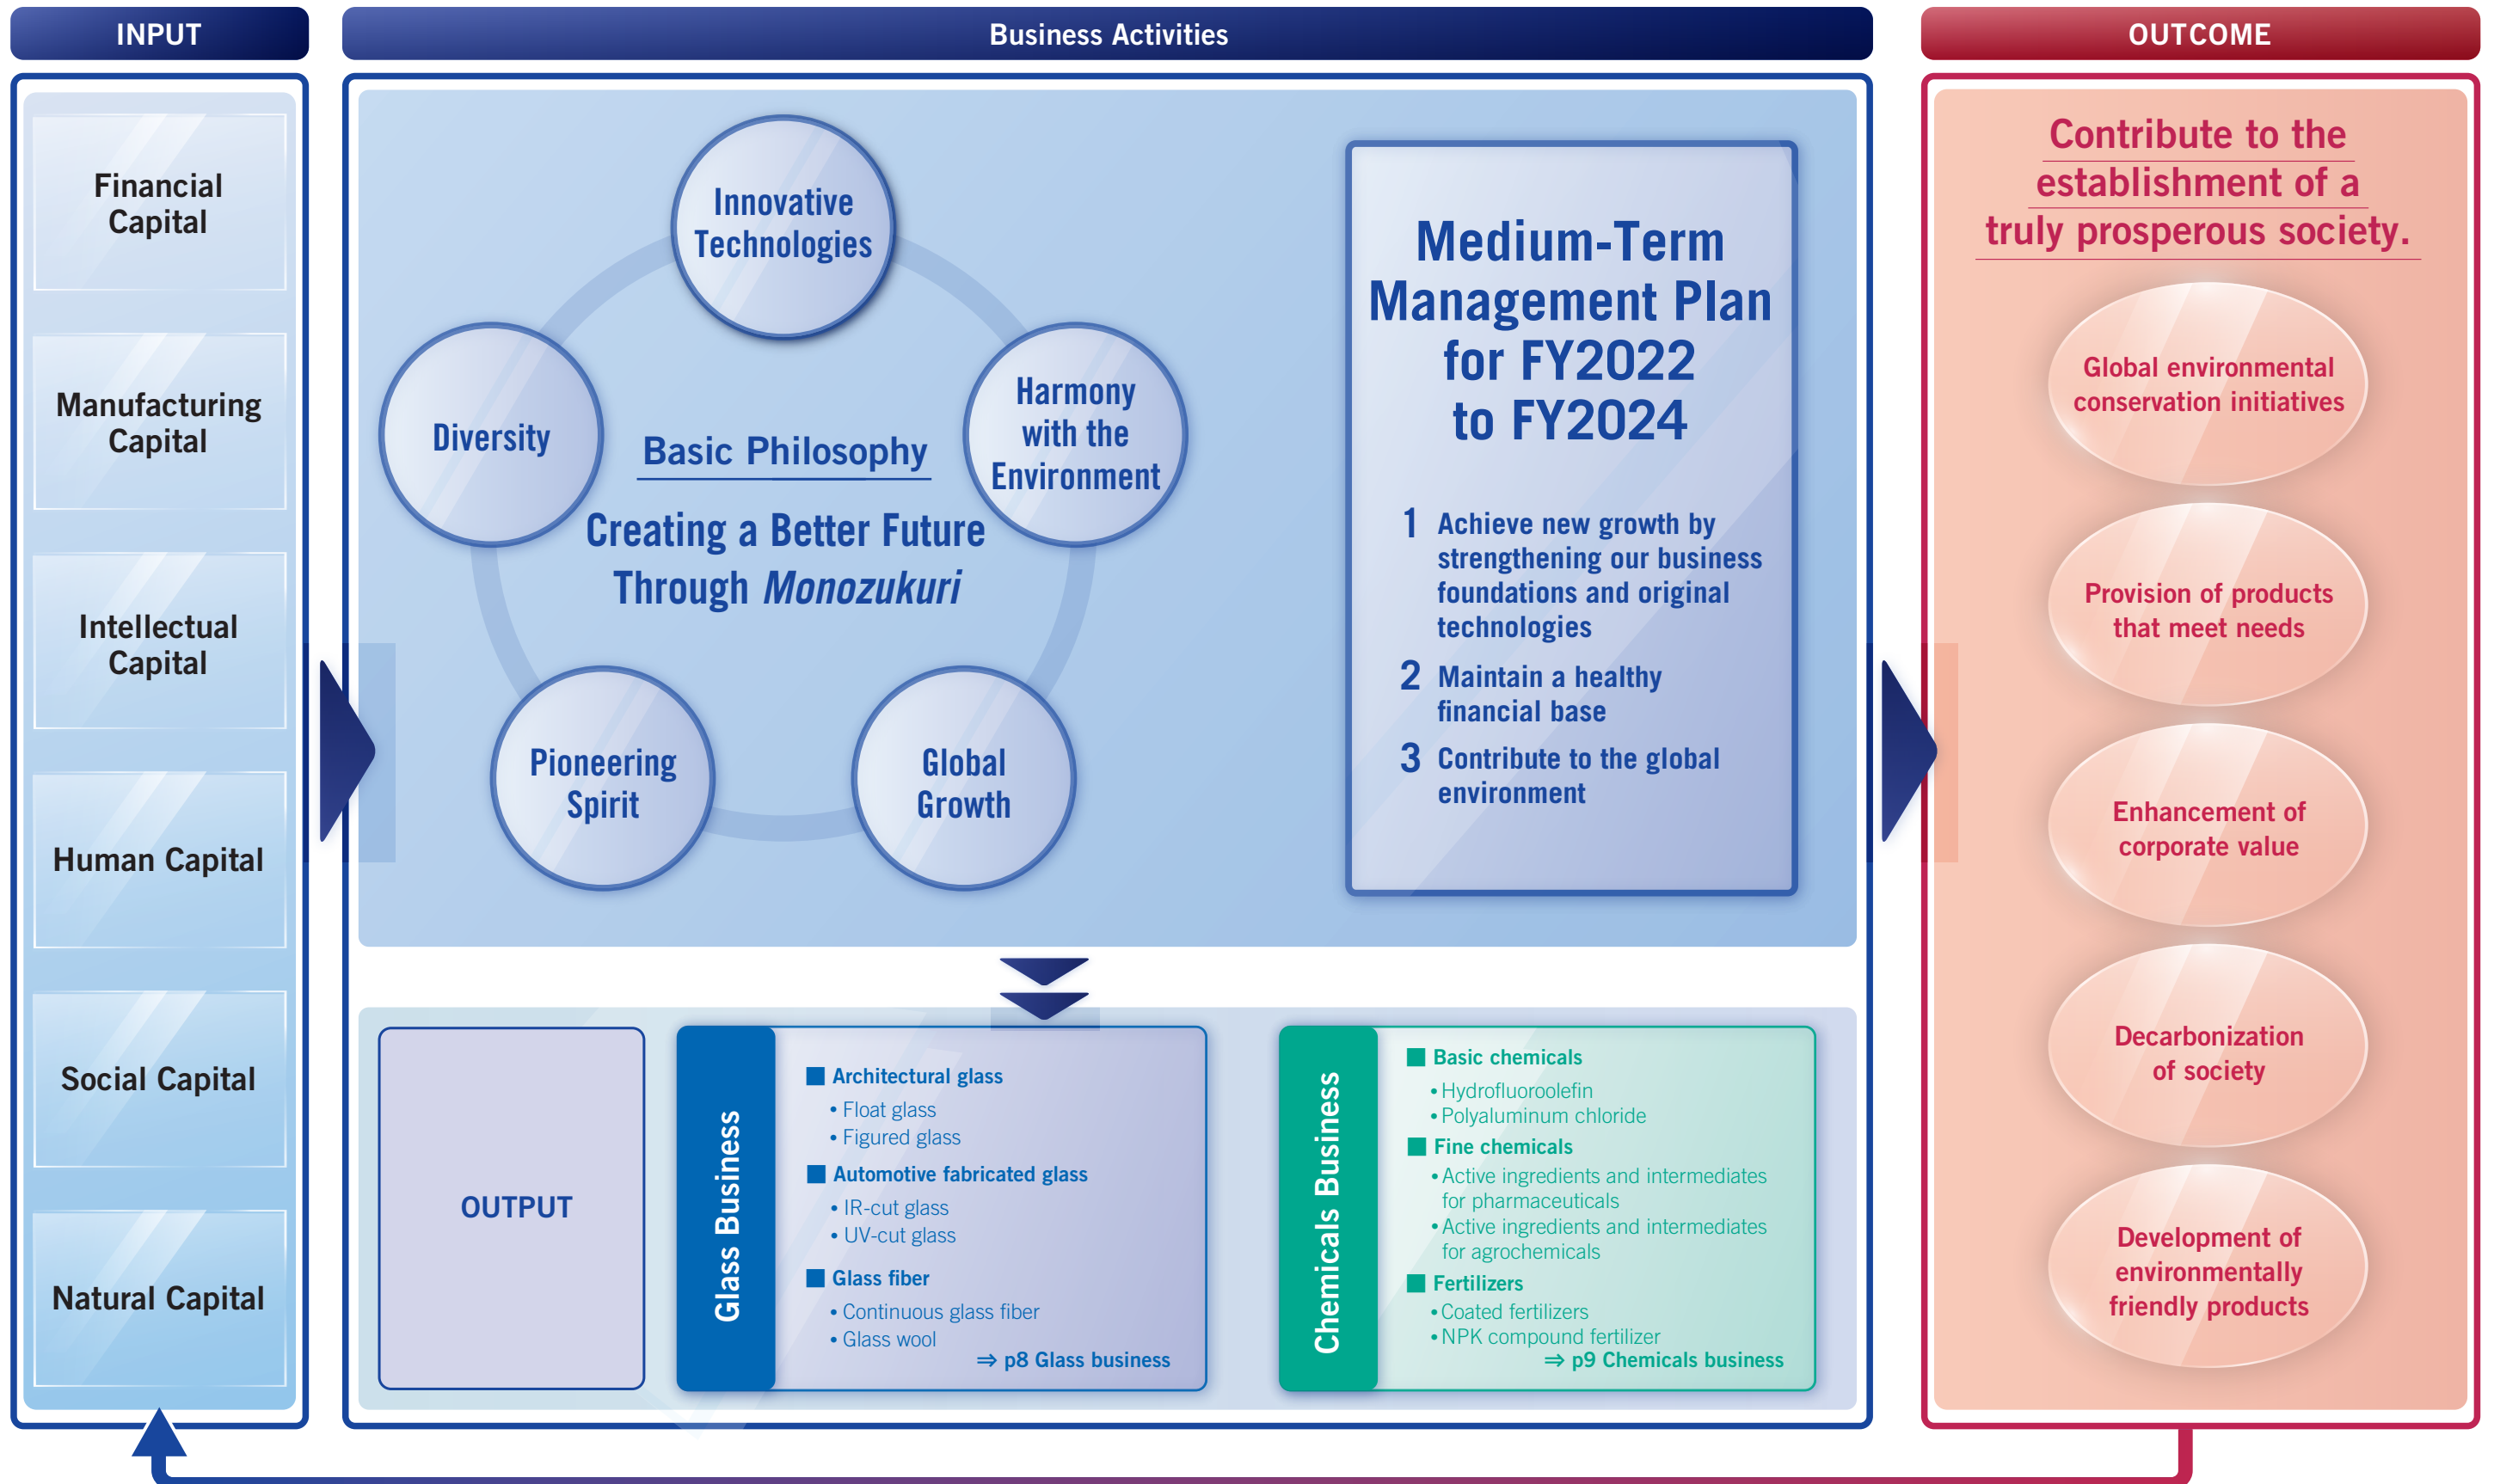 INPUT
Financial
Capital
Manufacturing
Capital
Intellectual
Capital
Human Capital
Social Capital
Natural Capital
Business Activities
Innovative
Technologies
Diversity
Harmony
with the
Environment
Basic Philosophy
Creating a Better Future
Through Monozukuri
Pioneering
Spirit
Global
Growth
Medium-Term
Management Plan
for FY2022
to FY2024
1 Achieve new growth by
strengthening our business
foundations and original
technologies
2 Maintain a healthy
financial base
3 Contribute to the global
environment
OUTPUT
Glass Business
■ Architectural glass
• Float glass
• Figured glass
■ Automotive fabricated glass
• IR-cut glass
• UV-cut glass
■ Glass fiber
• Continuous glass fiber
• Glass wool
⇒ p8 Glass business
Chemicals Business
■ Basic chemicals
• Hydrofluoroolefin
• Polyaluminum chloride
■ Fine chemicals
• Active ingredients and intermediates
for pharmaceuticals
• Active ingredients and intermediates
for agrochemicals
■ Fertilizers
• Coated fertilizers
• NPK compound fertilizer
⇒ p9 Chemicals business
OUTCOME
Contribute to the
establishment of a
truly prosperous society.
Global environmental
conservation initiatives
Provision of products
that meet needs
Enhancement of
corporate value
Decarbonization
of society
Development of
environmentally
friendly products